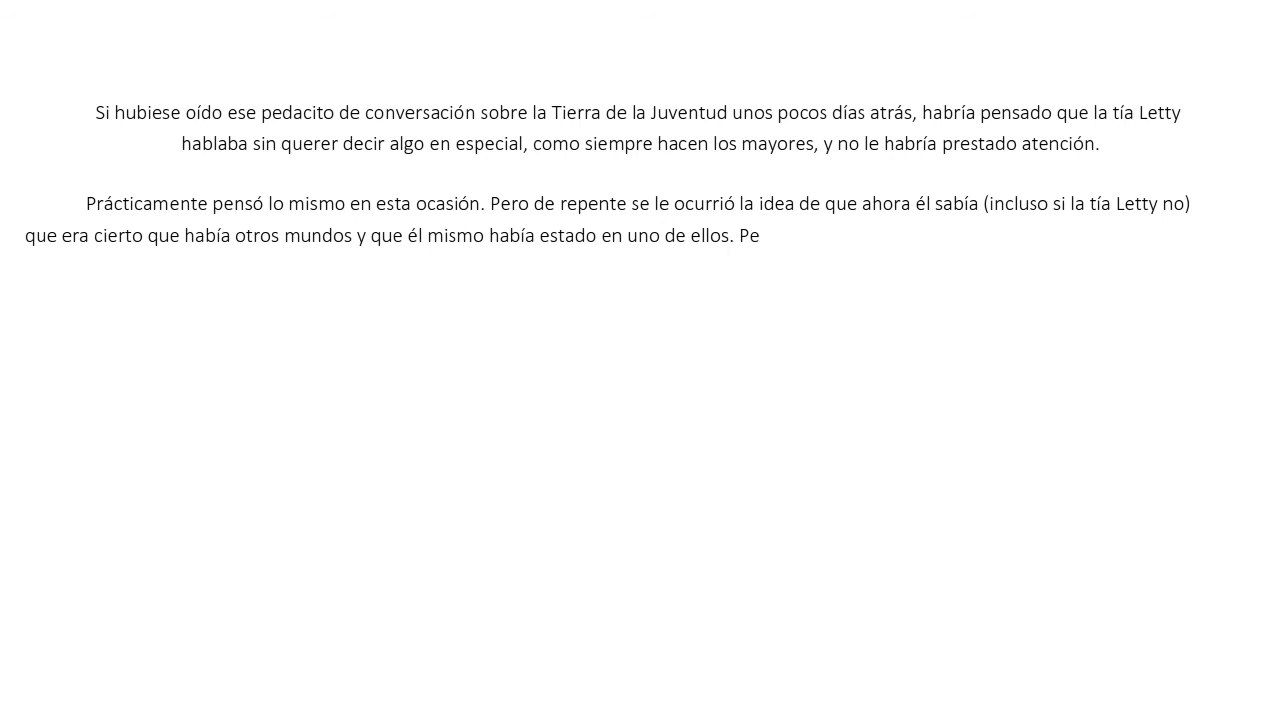 Si hubiese oído ese pedacito de conversación sobre la Tierra de la Juventud unos pocos días atrás, habría pensado que la tía Letty
hablaba sin querer decir algo en especial, como siempre hacen los mayores, y no le habría prestado atención.
Prácticamente pensó lo mismo en esta ocasión. Pero de repente se le ocurrió la idea de que ahora él sabía (incluso si la tía Letty no)
que era cierto que había otros mundos y que él mismo había estado en uno de ellos. Pe